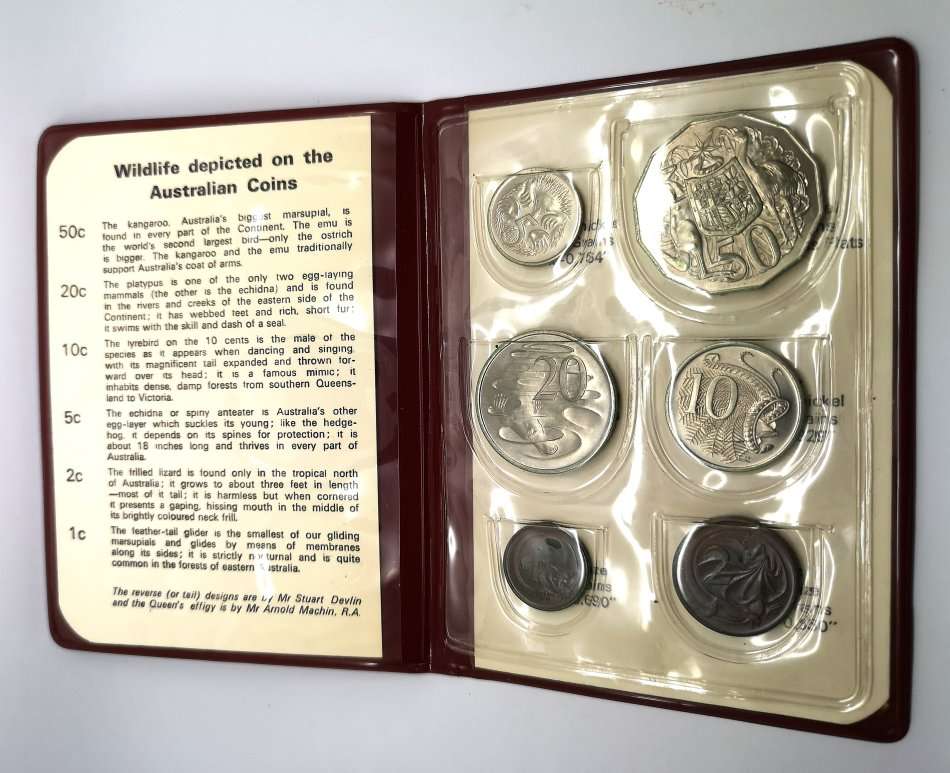 Wildlife depicted on the
Australian Coins
50c The kangaroo, Australia's biggest marsupial, is
found in every part of the Continent. The emu is
the world's second largest bird—only the ostrich
is bigger. The kangaroo and the emu traditionally
support Australia's coat of arms.
20c The platypus is one of the only two egg-laying
mammals (the other is the echidna) and is found
in the rivers and creeks of the eastern side of the
Continent; it has webbed feet and rich, short fur;
it swims with the skill and dash of a seal.
10c The lyrebird on the 10 cents is the male of the
species as it appears when dancing and singing,
with its magnificent tail expanded and thrown for-
ward over its head; it is a famous mimic; it
inhabits dense, damp forests from southern Queens-
land to Victoria.
5c The echidna or spiny anteater is Australia's other
egg-layer which suckles its young; like the hedge-
hog, it depends on its spines for protection; it is
about 18 inches long and thrives in every part of
Australia.
2c The frilled lizard is found only in the tropical north
of Australia; it grows to about three feet in length
—most of it tail; it is harmless but when cornered
it presents a gaping, hissing mouth in the middle of
its brightly coloured neck frill.
1c The feather-tail glider is the smallest of our gliding
marsupials and glides by means of membranes
along its sides; it is strictly nocturnal and is quite
common in the forests of eastern Australia.
The reverse (or tail) designs are by Mr Stuart Devlin
and the Queen's effigy is by Mr Arnold Machin, R.A.
5
50
Flats
20
10
2